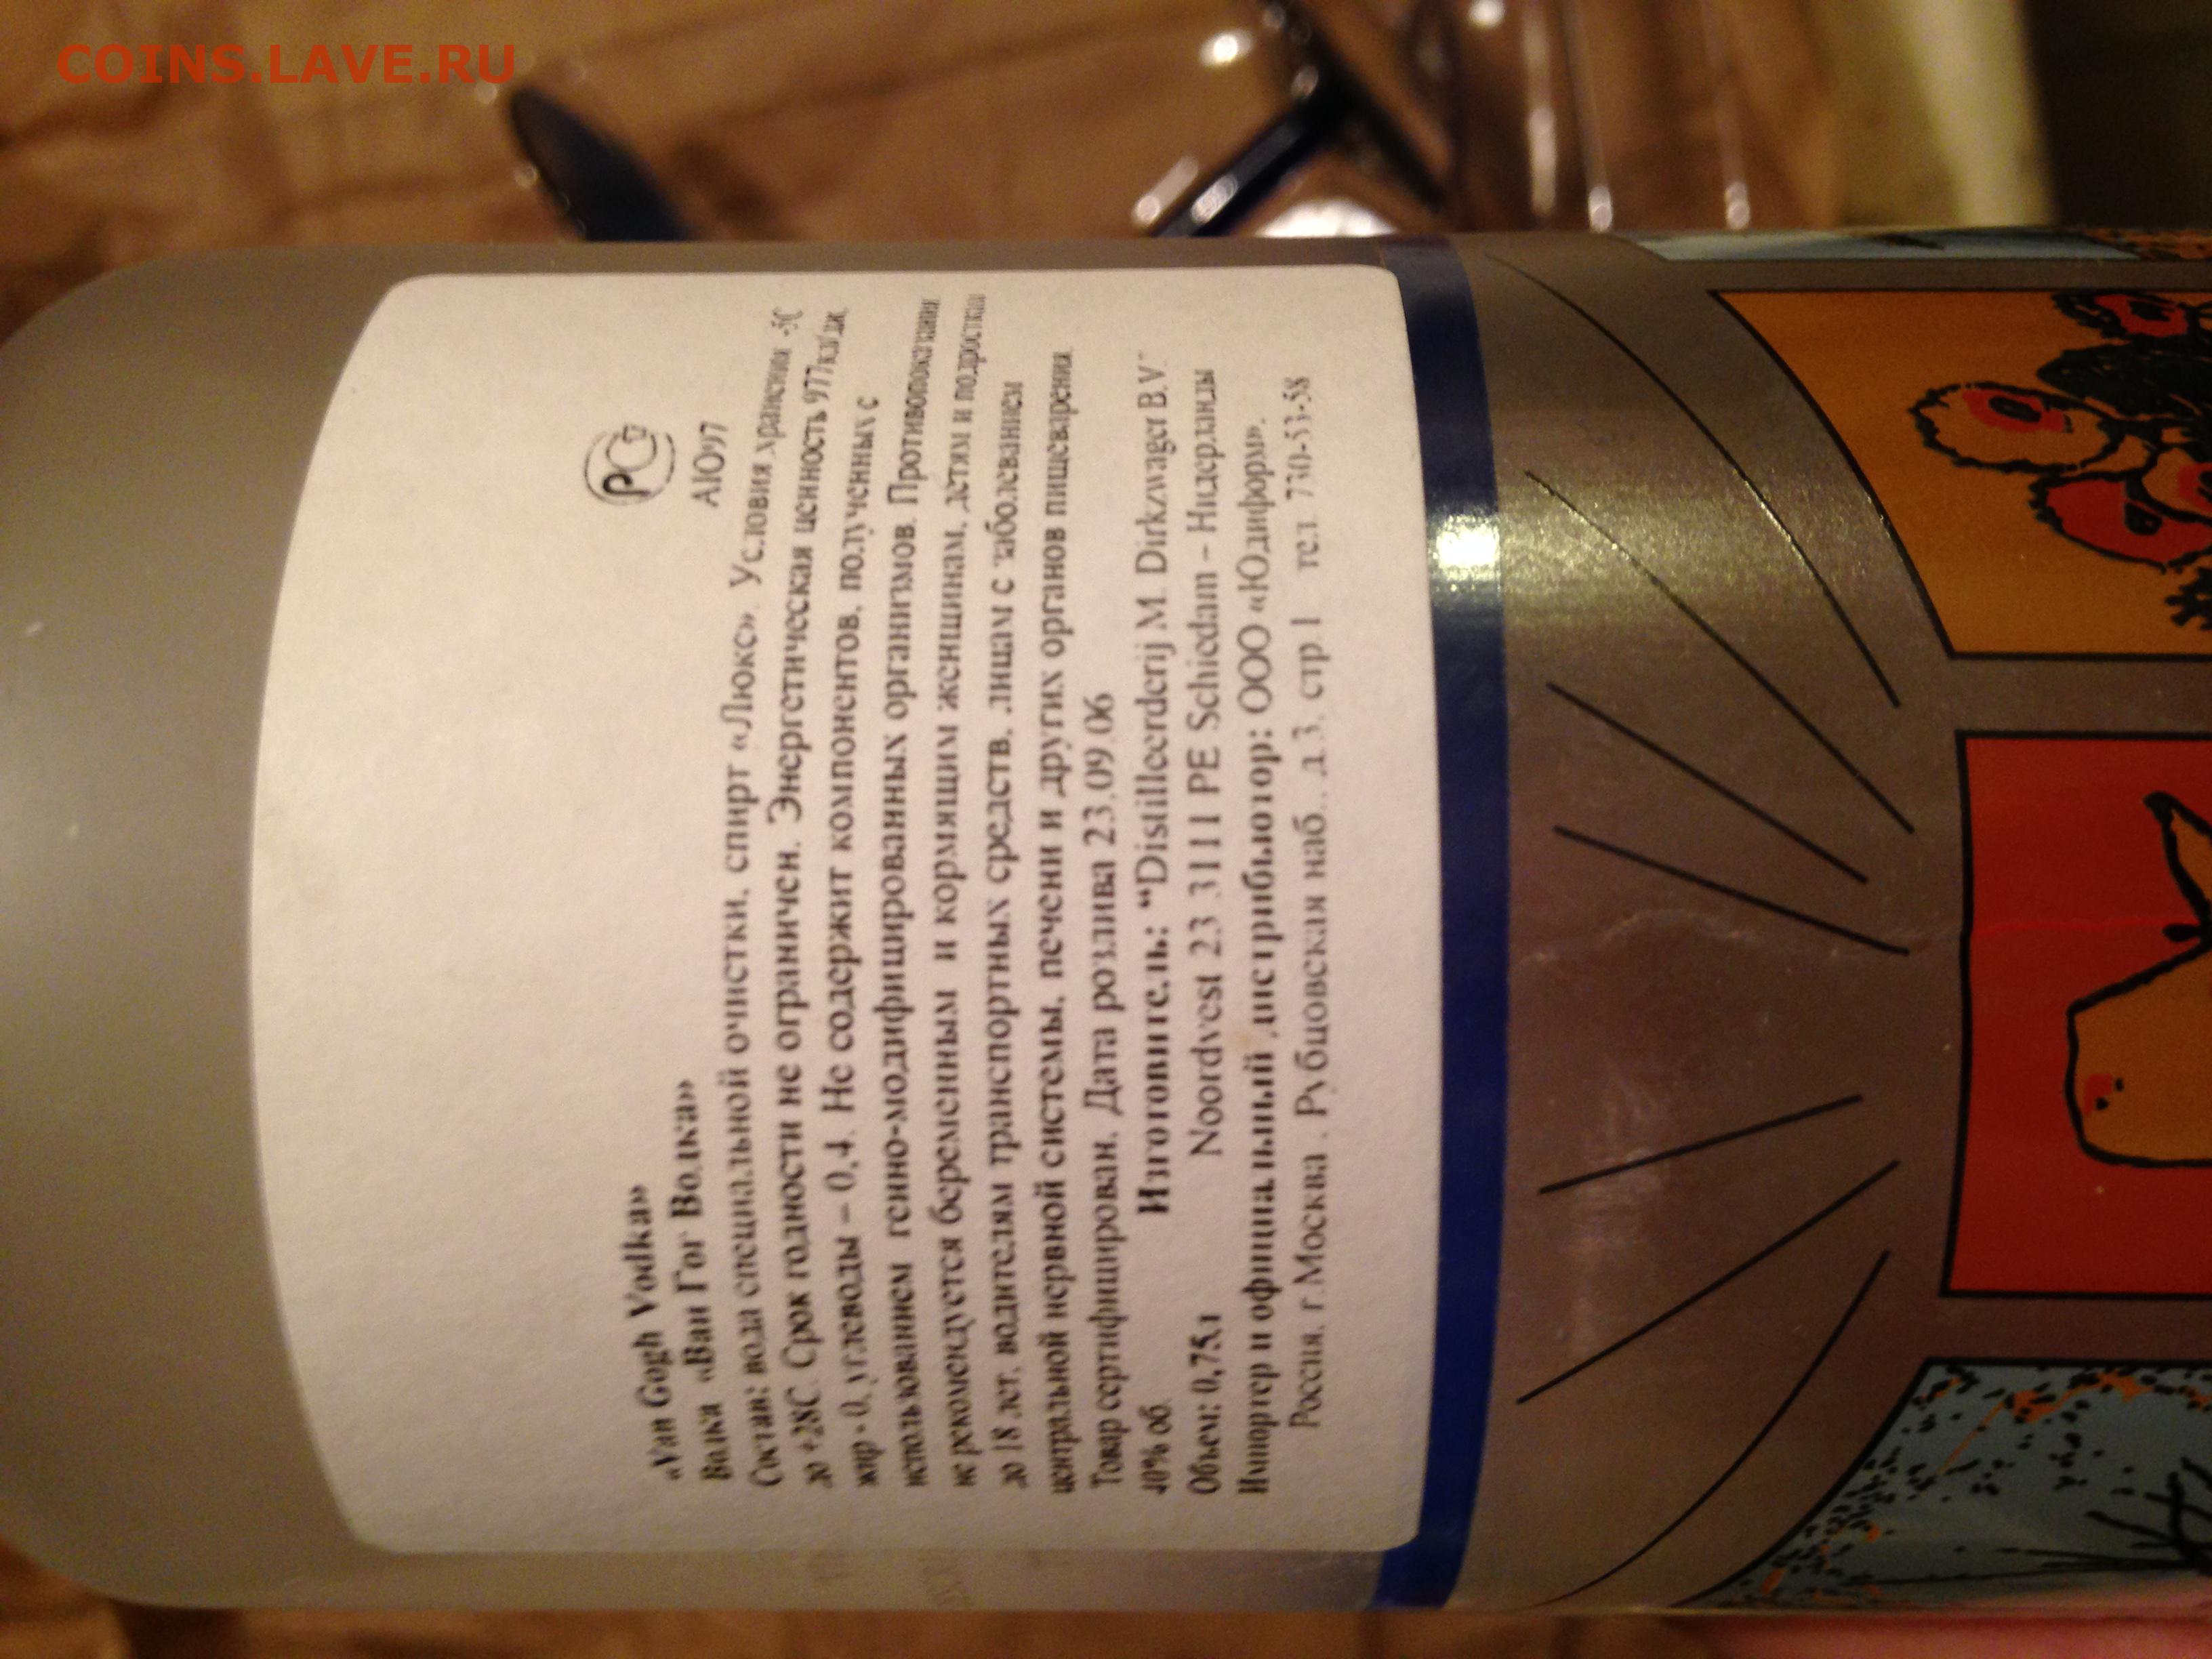 COINS.LAVE.RU
РСТ
АЮ97
«Van Gogh Vodka»
Водка «Ван Гог Водка»
Состав: вода специальной очистки, спирт «Люкс». Условия хранения -5С
до +28С. Срок годности не ограничен. Энергетическая ценность 977кдж,
жир - 0, углеводы – 0,4. Не содержит компонентов, полученных с
использованием генно-модифицированных организмов. Противопоказания
не рекомендуется беременным и кормящим женщинам, детям и подростки
до 18 лет, водителям транспортных средств, лицам с заболеванием
центральной нервной системы, печени и других органов пищеварения.
Товар сертифицирован. Дата розлива 23.09.06
40% об. Изготовитель: “Distilleerderij M. Dirkzwager B.V.”
Объем: 0,75л Noordvest 23 3111 PE Schiedam – Нидерланды
Импортер и официальный дистрибьютор: ООО «Юдиформ».
Россия, г.Москва , Рубцовская наб., д.3, стр 1 тел. 730-53-58